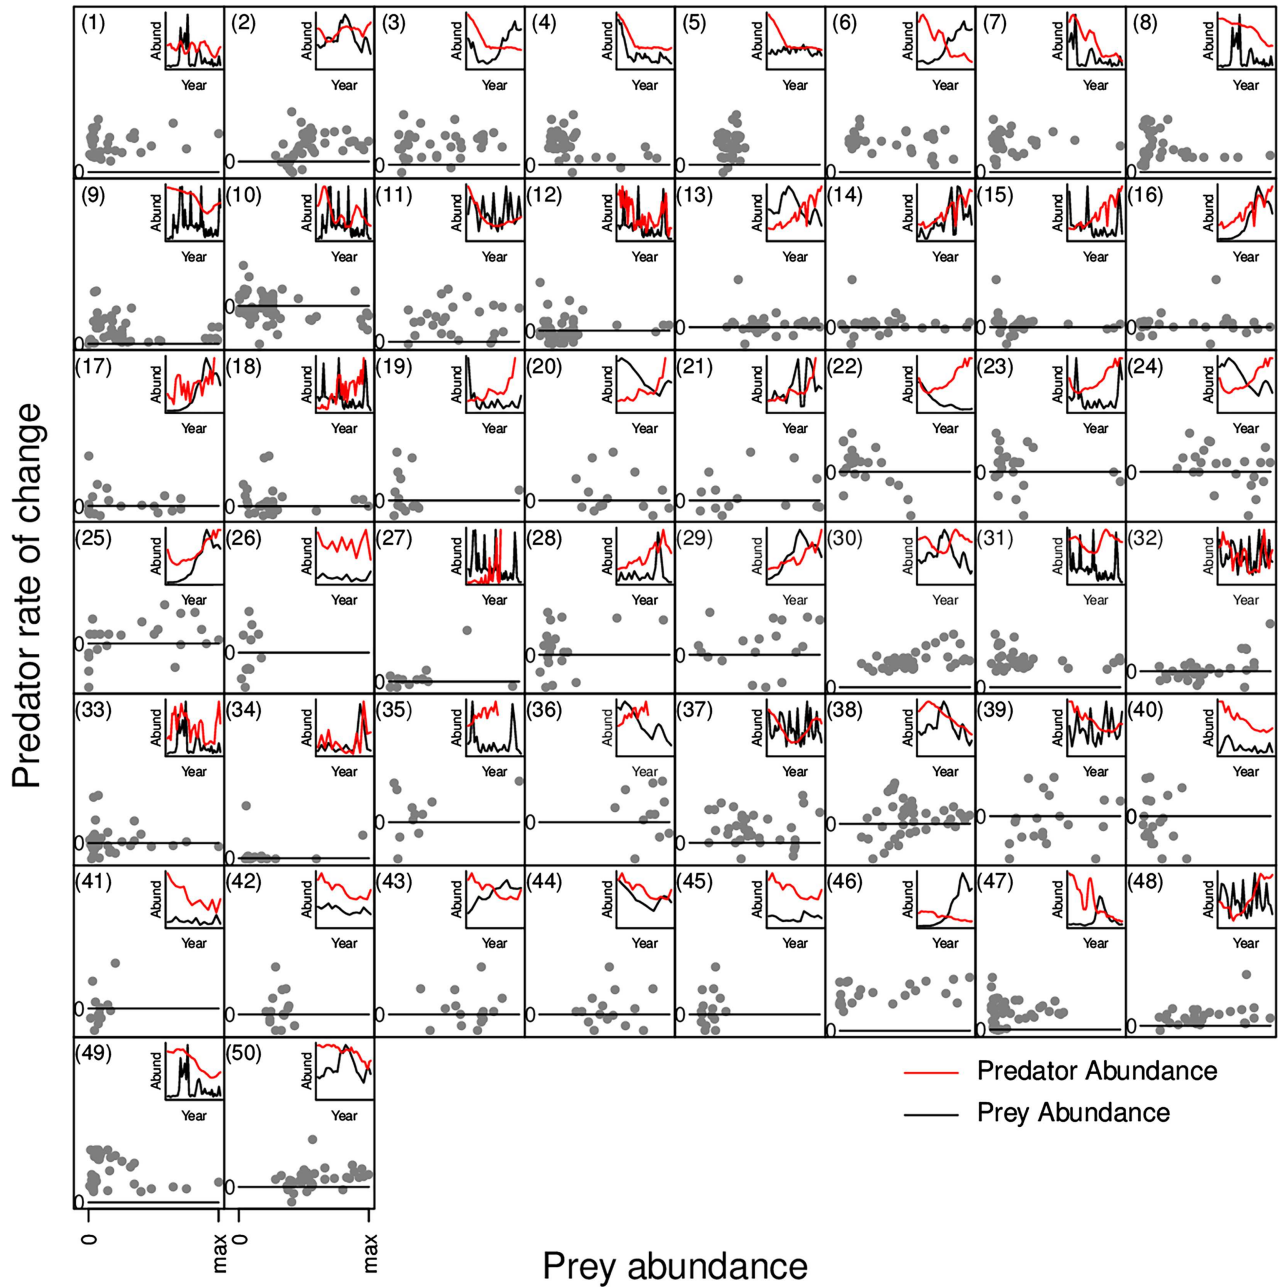 (1) Abund Year (2) Abund Year (3) Abund Year (4) Abund Year (5) Abund Year (6) Abund Year (7) Abund Year (8) Abund Year
0 0 0 0 0 0 0 0
(9) Abund Year (10) Abund Year (11) Abund Year (12) Abund Year (13) Abund Year (14) Abund Year (15) Abund Year (16) Abund Year
0 0 0 0 0 0 0 0
(17) Abund Year (18) Abund Year (19) Abund Year (20) Abund Year (21) Abund Year (22) Abund Year (23) Abund Year (24) Abund Year
0 0 0 0 0 0 0 0
(25) Abund Year (26) Abund Year (27) Abund Year (28) Abund Year (29) Abund Year (30) Abund Year (31) Abund Year (32) Abund Year
0 0 0 0 0 0 0 0
(33) Abund Year (34) Abund Year (35) Abund Year (36) Abund Year (37) Abund Year (38) Abund Year (39) Abund Year (40) Abund Year
0 0 0 0 0 0 0 0
(41) Abund Year (42) Abund Year (43) Abund Year (44) Abund Year (45) Abund Year (46) Abund Year (47) Abund Year (48) Abund Year
0 0 0 0 0 0 0 0
(49) Abund Year (50) Abund Year
0 0
0 max 0 max
Predator rate of change
Prey abundance
Predator Abundance
Prey Abundance